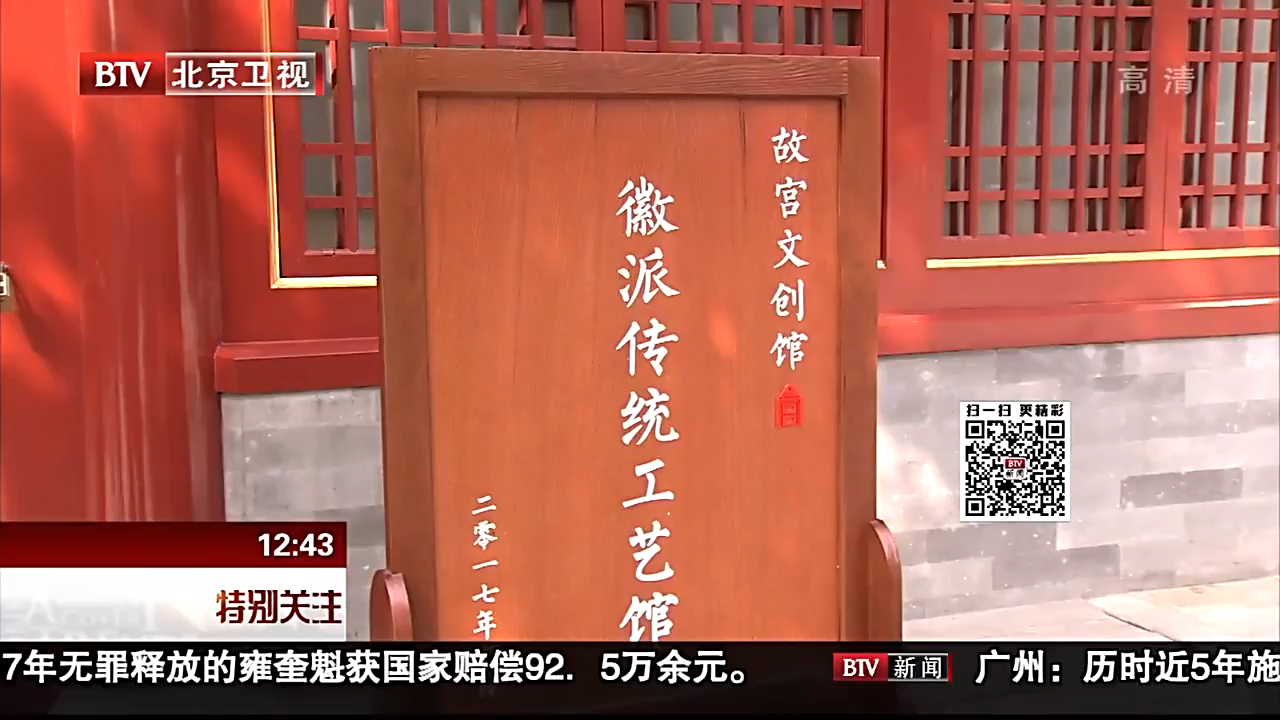 BTV 北京卫视
高清
故宫文创馆
徽派传统工艺馆
二零一七年
扫一扫 更精彩
BTV
新闻
12:43
特别关注
7年无罪释放的雍奎魁获国家赔偿92.5万余元。
BTV 新闻
广州：历时近5年施